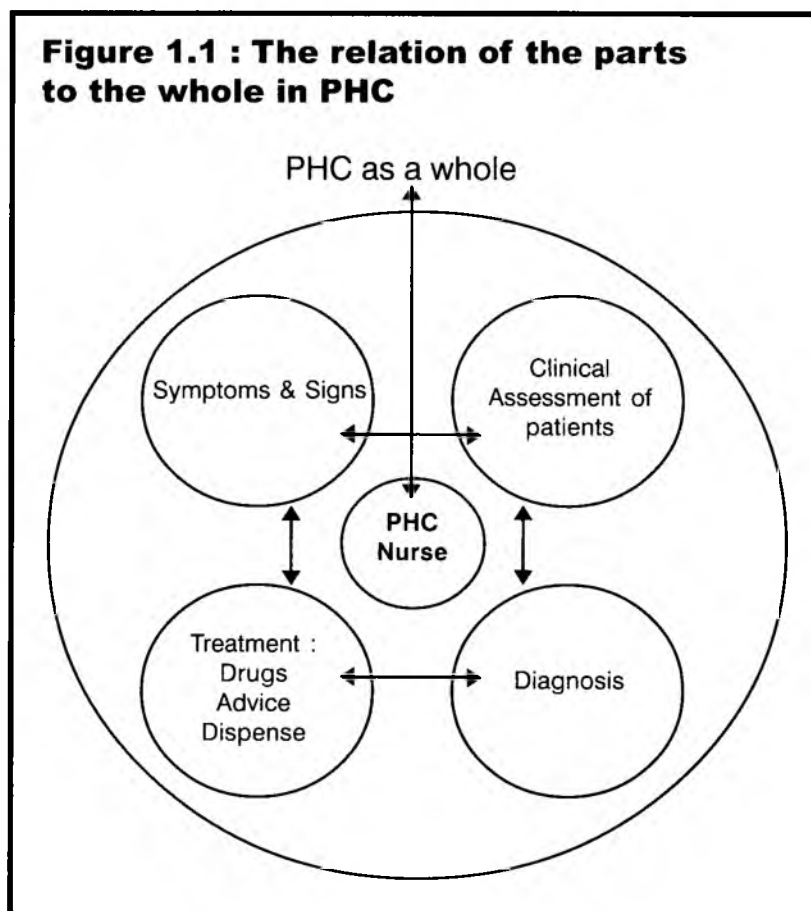 Figure 1.1 : The relation of the parts
to the whole in PHC
PHC as a whole
Symptoms & Signs
Clinical
Assessment of
patients
PHC
Nurse
Treatment :
Drugs
Advice
Dispense
Diagnosis